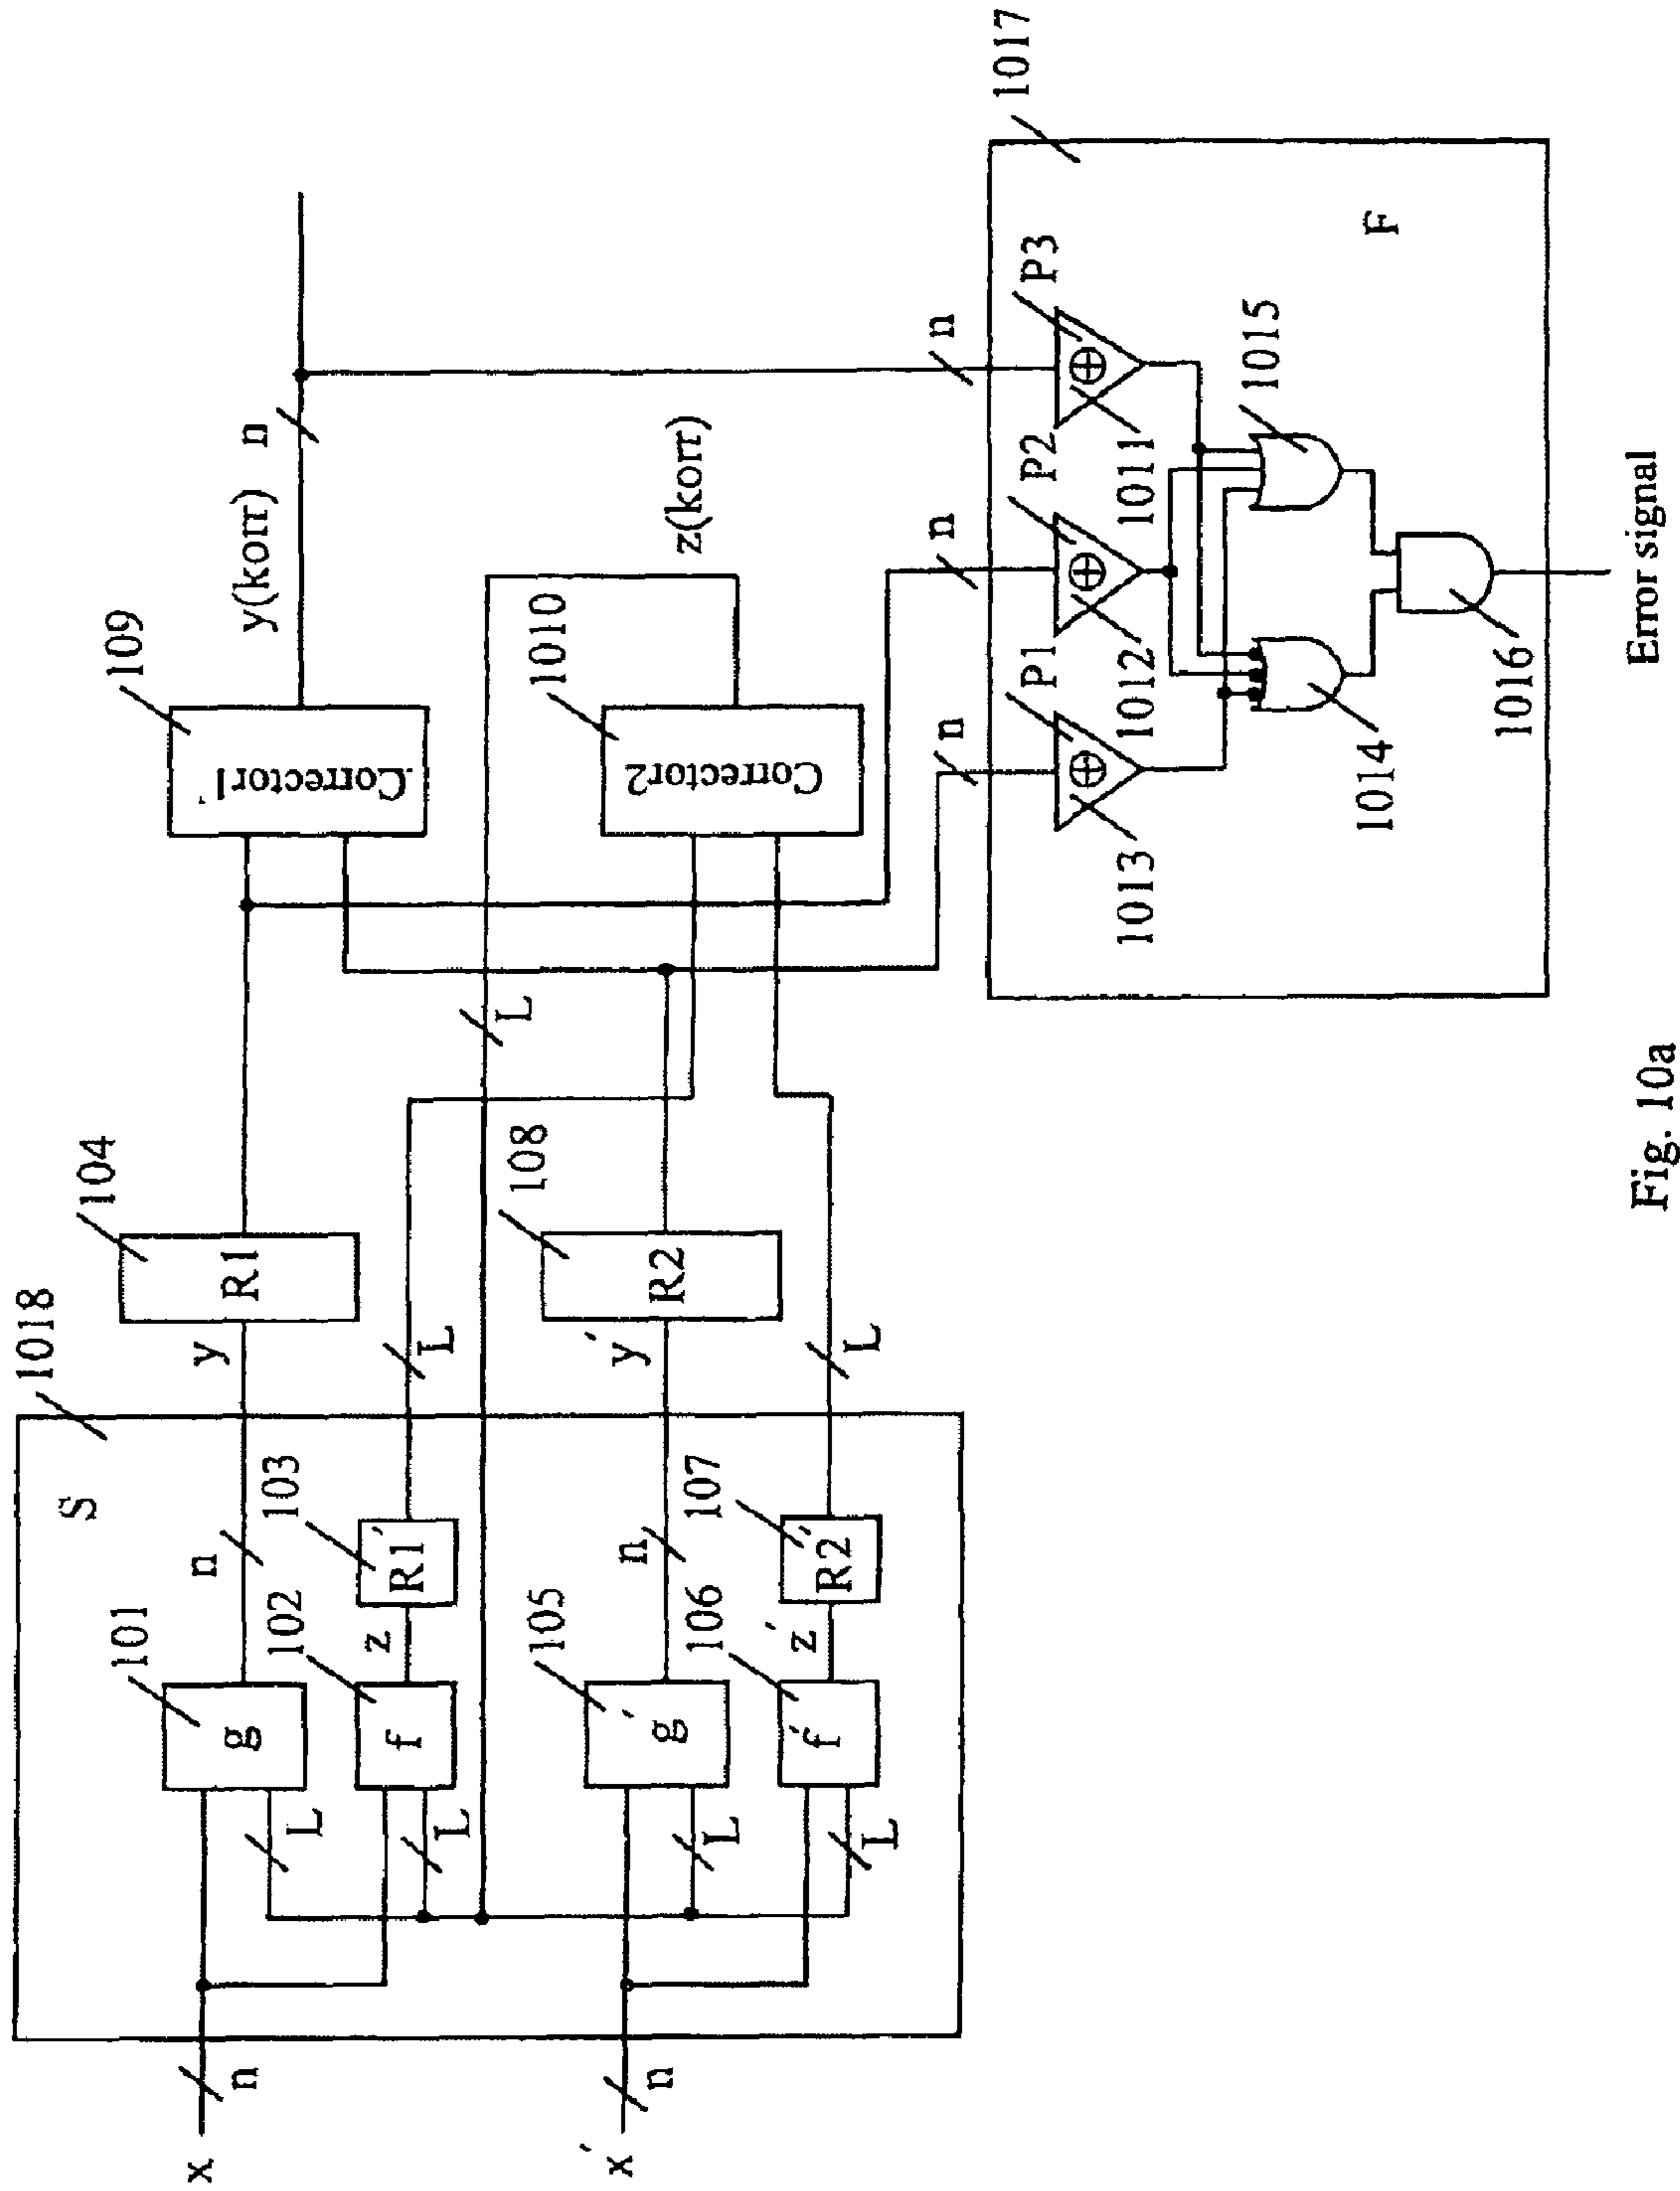 1018
S
x
n
101
g
L
n
y
104
R1
109
Corrector1
y(korr)
n
102
f
L
z
103
R1´
L
L
x´
n
105
g´
L
n
y´
108
R2
1010
Corrector2
z(korr)
106
f´
L
z´
107
R2´
L
n
n
n
1017
P1
P2
P3
1013
1012
1011
1014
1015
1016
F
Error signal
Fig. 10a